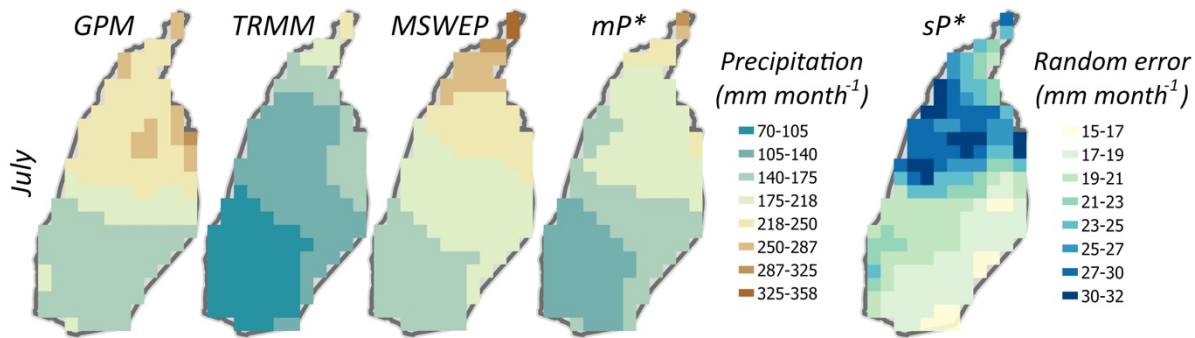 GPM
TRMM
MSWEP
mP*
sP*
July
Precipitation
(mm month⁻¹)
70-105
105-140
140-175
175-218
218-250
250-287
287-325
325-358
Random error
(mm month⁻¹)
15-17
17-19
19-21
21-23
23-25
25-27
27-30
30-32